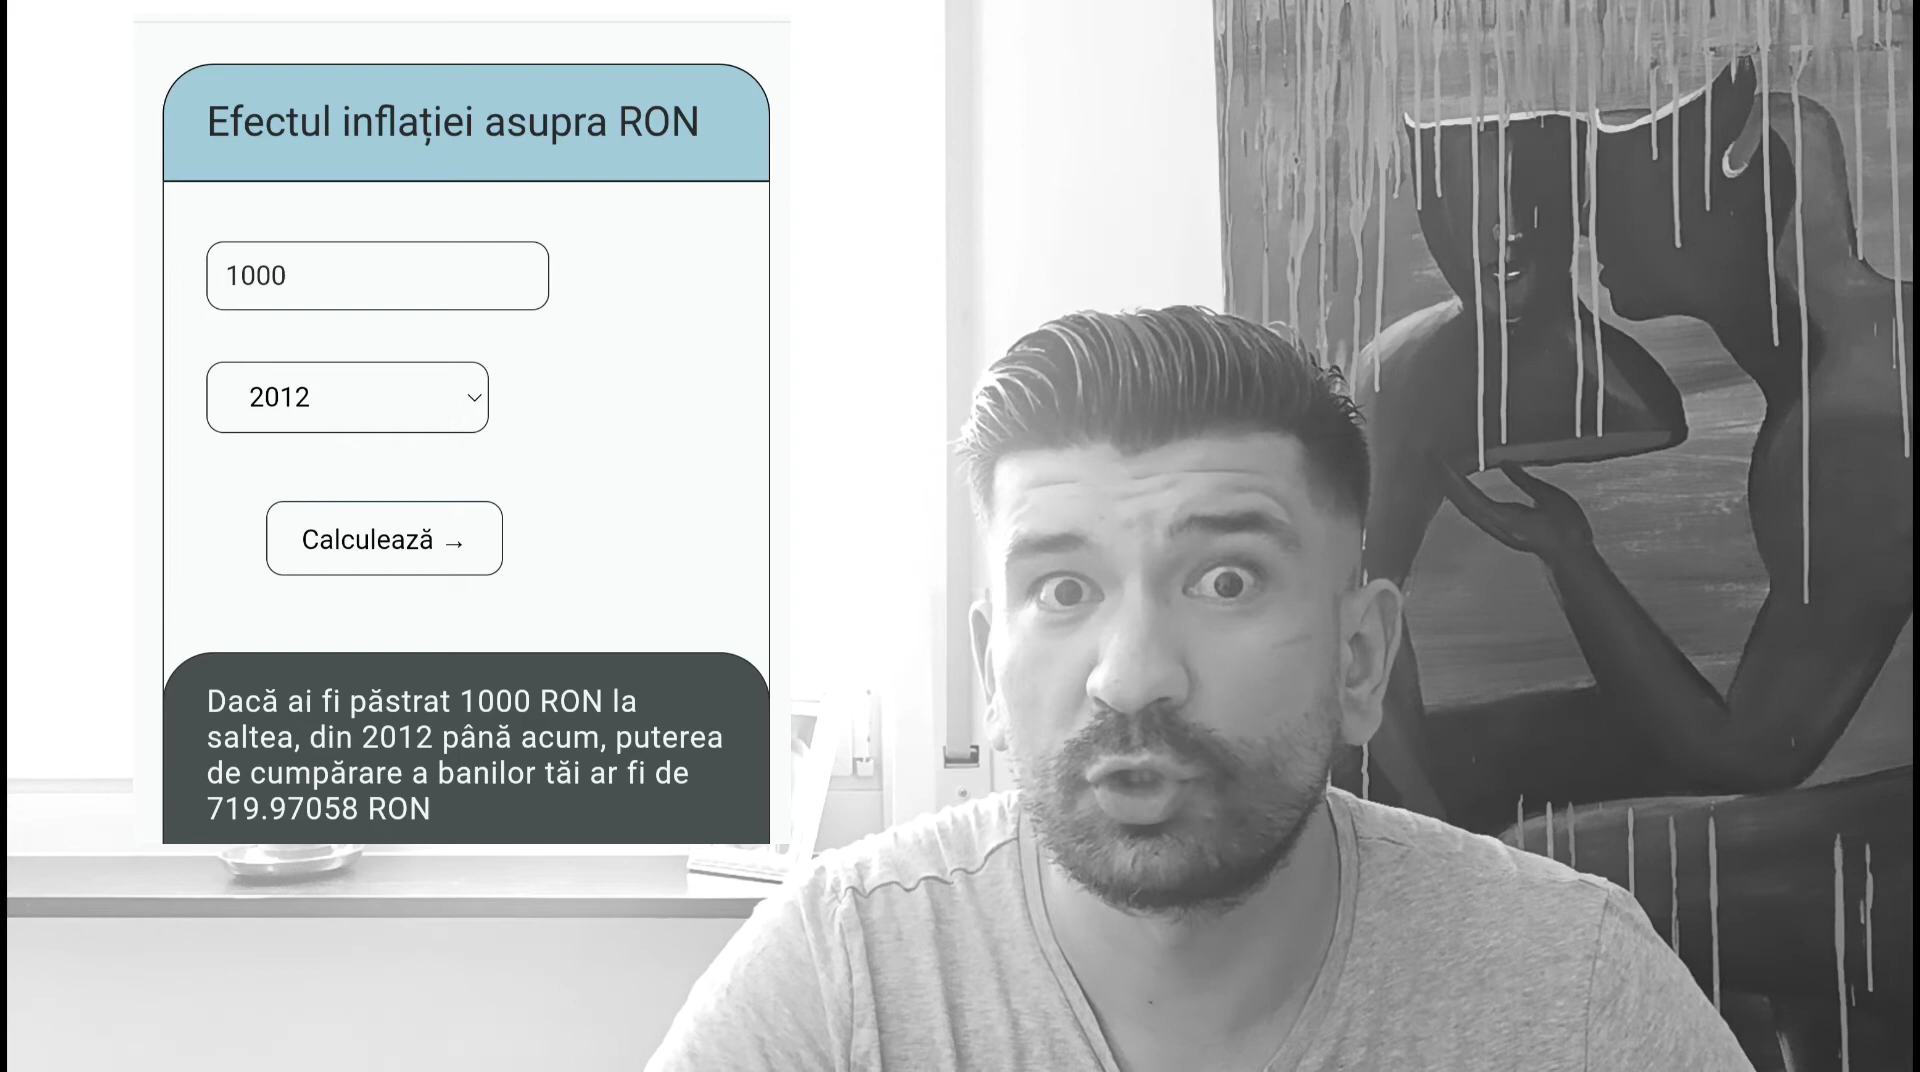 Efectul inflației asupra RON
1000
2012
Calculează →
Dacă ai fi păstrat 1000 RON la
saltea, din 2012 până acum, puterea
de cumpărare a banilor tăi ar fi de
719.97058 RON